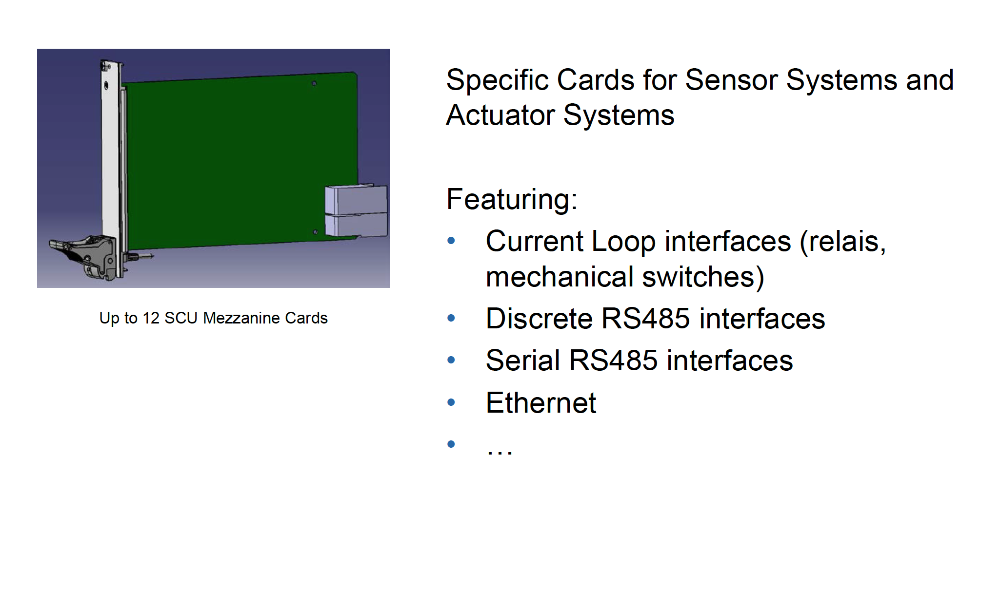 Specific Cards for Sensor Systems and
Actuator Systems
Featuring:
• Current Loop interfaces (relais,
mechanical switches)
• Discrete RS485 interfaces
• Serial RS485 interfaces
• Ethernet
• …
Up to 12 SCU Mezzanine Cards